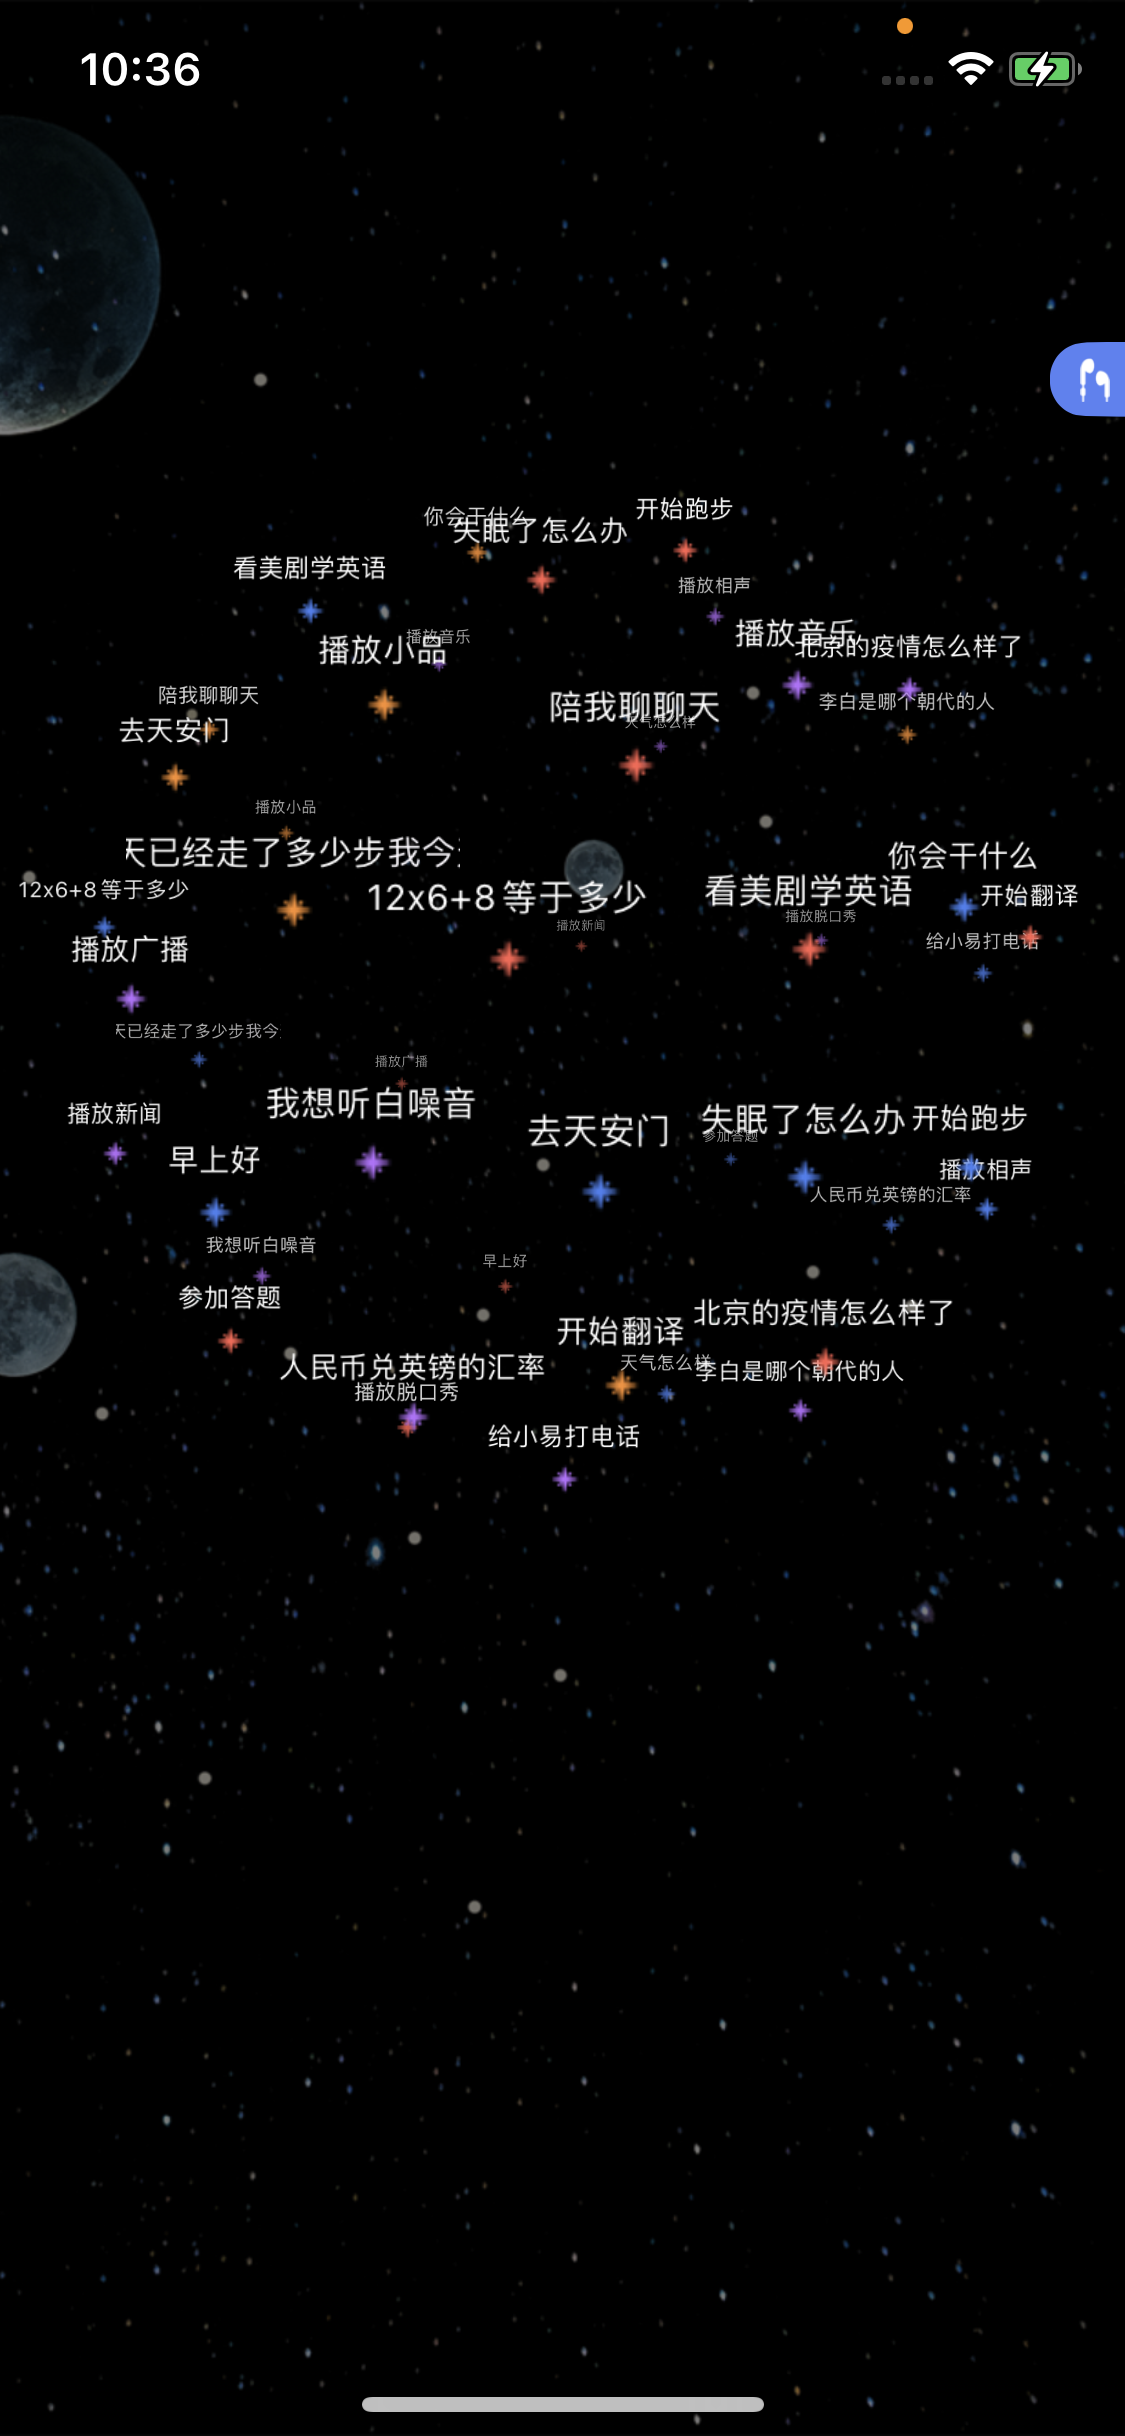 10:36
你会干什么
开始跑步
失眠了怎么办
看美剧学英语
播放相声
播放音乐
播放音乐
北京的疫情怎么样了
播放小品
陪我聊聊天
李白是哪个朝代的人
陪我聊聊天
天气怎么样
去天安门
播放小品
天已经走了多少步我今
你会干什么
12x6+8等于多少
12x6+8等于多少
看美剧学英语
开始翻译
播放脱口秀
播放新闻
给小易打电话
播放广播
天已经走了多少步我今
播放广播
我想听白噪音
播放新闻
去天安门
失眠了怎么办
开始跑步
参加答题
早上好
播放相声
人民币兑英镑的汇率
我想听白噪音
早上好
参加答题
北京的疫情怎么样了
开始翻译
天气怎么样
人民币兑英镑的汇率
李白是哪个朝代的人
播放脱口秀
给小易打电话